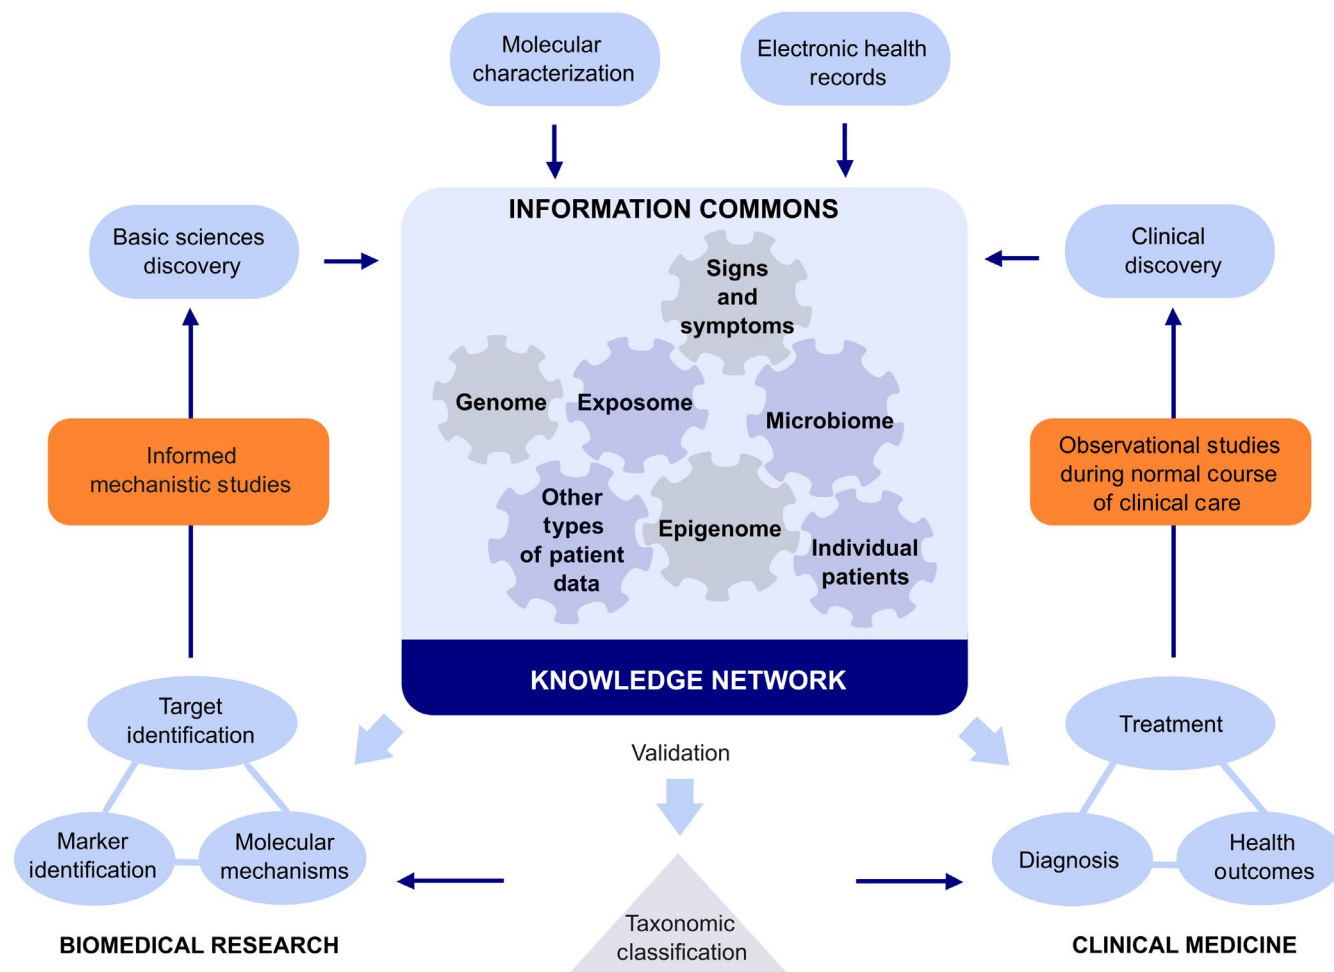 Molecular
characterization
Electronic health
records
INFORMATION COMMONS
Basic sciences
discovery
Clinical
discovery
Signs
and
symptoms
Genome
Exposome
Microbiome
Informed
mechanistic studies
Observational studies
during normal course
of clinical care
Other
types
of patient
data
Epigenome
Individual
patients
KNOWLEDGE NETWORK
Target
identification
Validation
Treatment
Marker
identification
Molecular
mechanisms
Diagnosis
Health
outcomes
Taxonomic
classification
BIOMEDICAL RESEARCH
CLINICAL MEDICINE